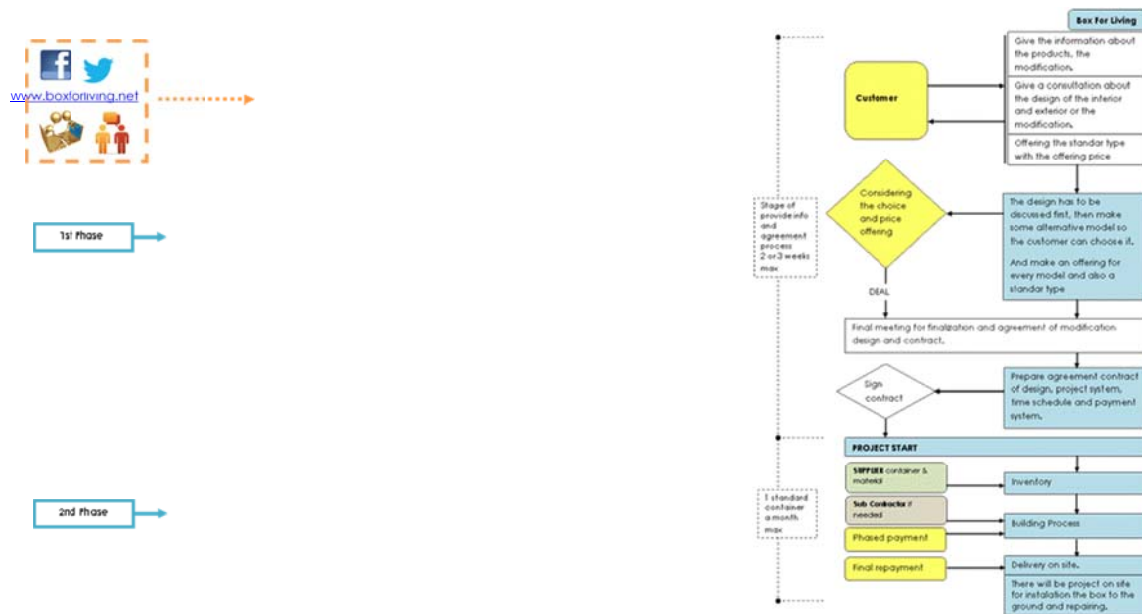 f
www.boxforliving.net
1st Phase
2nd Phase
Box For Living
Give the information about
the products, the
modification.
Give a consultation about
the design of the interior
and exterior or the
modification.
Offering the standar type
with the offering price
Customer
Considering
the choice
and price
offering
The design has to be
discussed first, then make
some alternative model so
the customer can choose it.
And make an offering for
every model and also a
standar type
Stage of
provide info
and
agreement
process
2 or 3 weeks
max
DEAL
Final meeting for finalization and agreement of modification
design and contract.
Sign
contract
Prepare agreement contract
of design, project system,
time schedule and payment
system.
PROJECT START
SUPPLIER container &
material
Inventory
1 standard
container
a month
max
Sub Contractor if
needed
Building Process
Phased payment
Final repayment
Delivery on site.
There will be project on site
for instalation the box to the
ground and repairing.